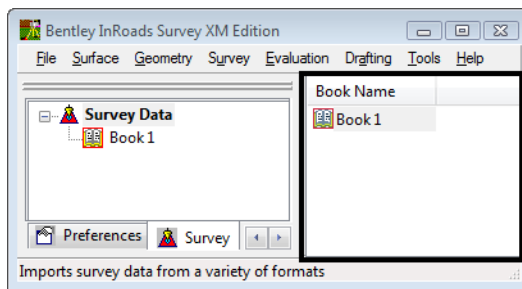 Bentley InRoads Survey XM Edition
File Surface Geometry Survey Evaluation Drafting Tools Help
Book Name
Survey Data
Book 1
Book 1
Preferences Survey
Imports survey data from a variety of formats